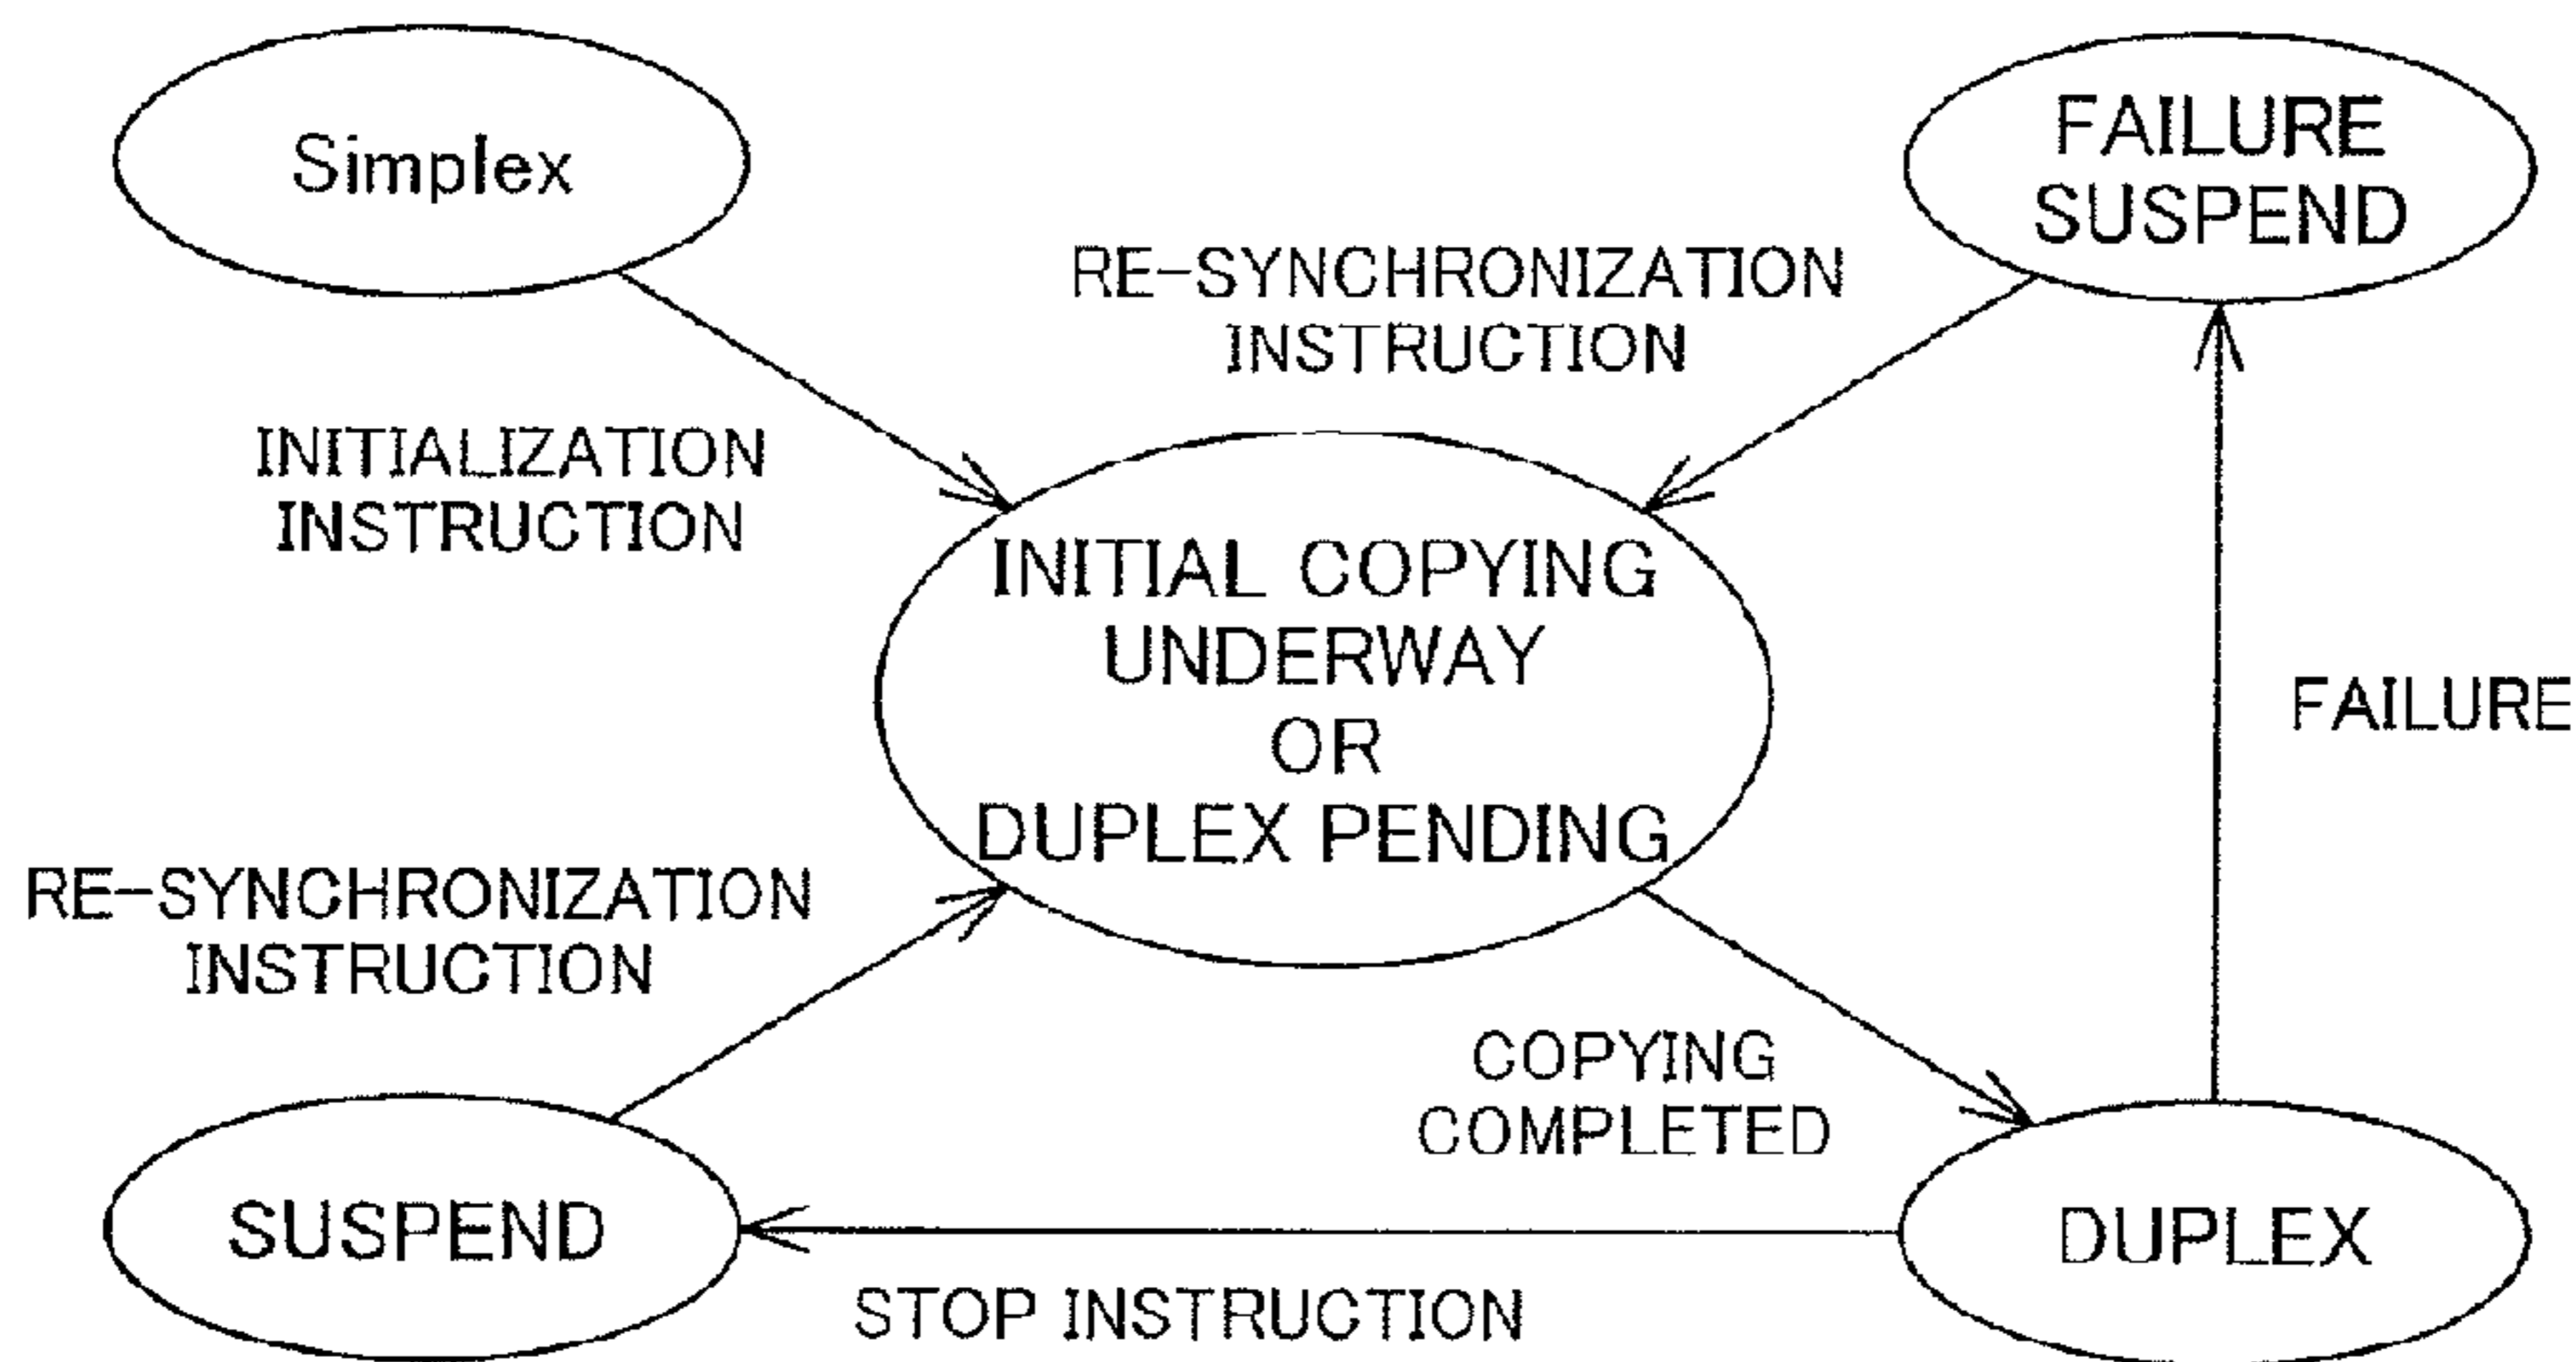 Simplex
FAILURE
SUSPEND
RE-SYNCHRONIZATION
INSTRUCTION
INITIALIZATION
INSTRUCTION
INITIAL COPYING
UNDERWAY
OR
DUPLEX PENDING
FAILURE
RE-SYNCHRONIZATION
INSTRUCTION
COPYING
COMPLETED
SUSPEND
DUPLEX
STOP INSTRUCTION